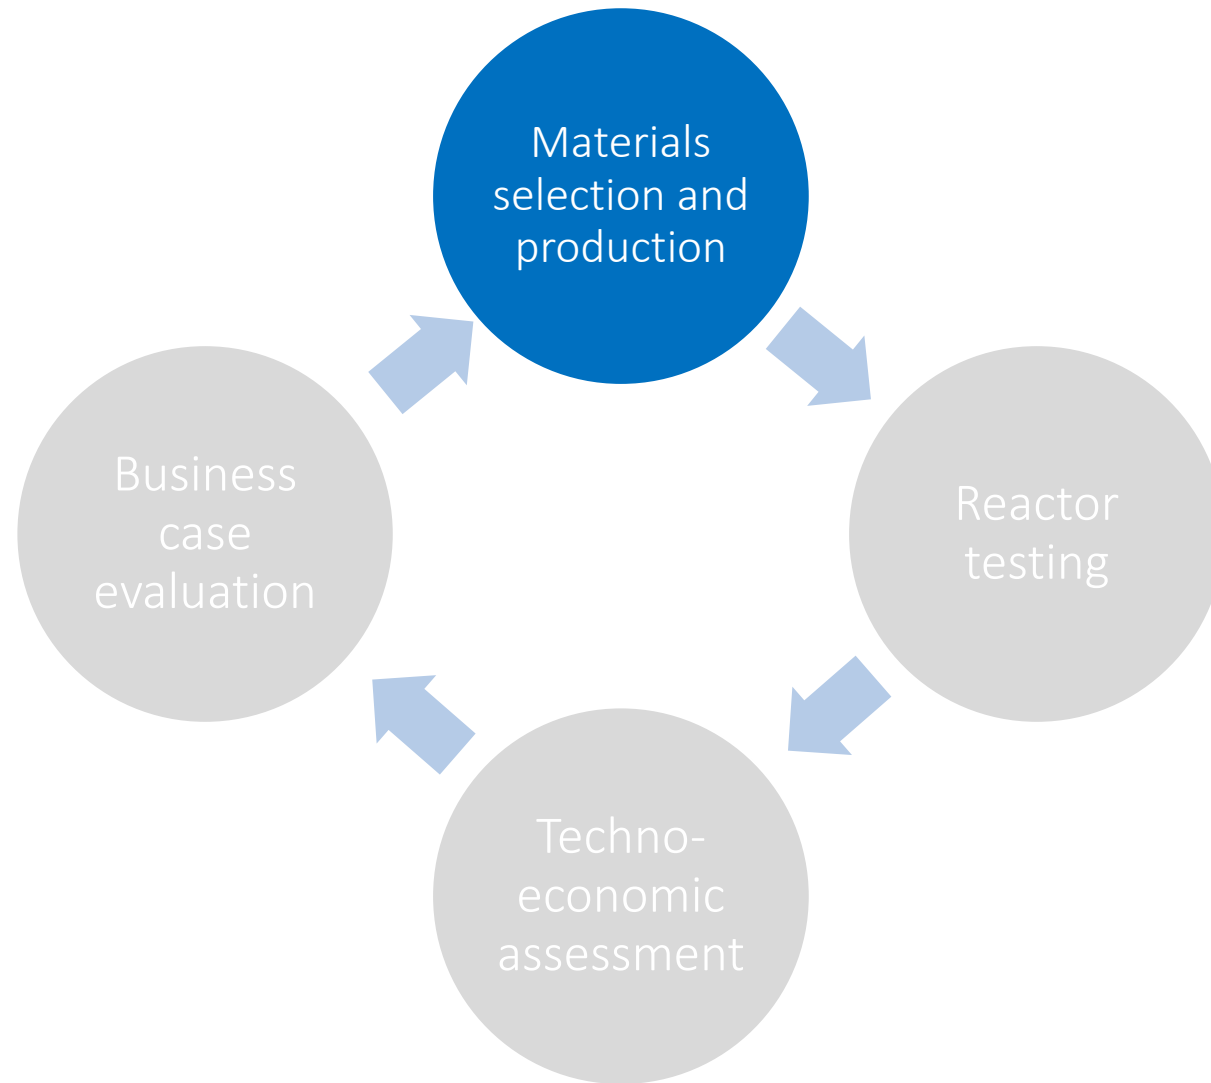 Materials
selection and
production
Reactor
testing
Techno-
economic
assessment
Business
case
evaluation